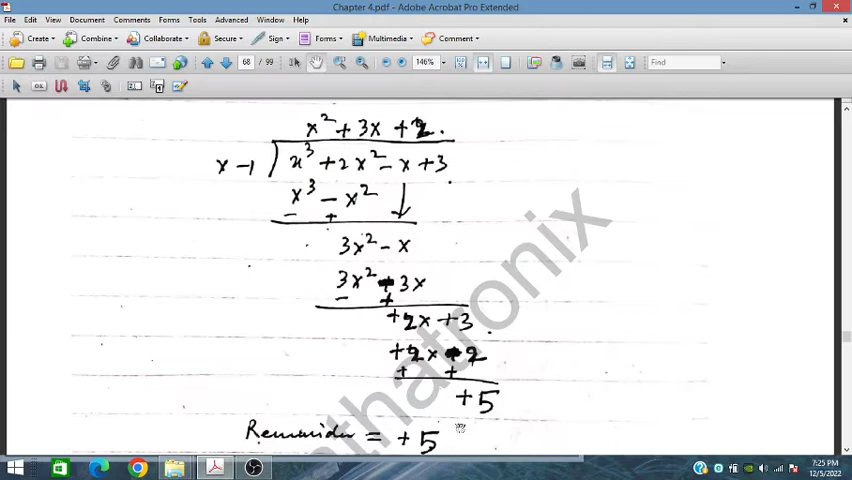 Chapter 4.pdf - Adobe Acrobat Pro Extended
File Edit View Document Comments Forms Tools Advanced Window Help
Create Combine Collaborate Secure Sign Forms Multimedia Comment
68 / 99 146% Find
x² + 3x + 2.
x - 1 x³ + 2x² - x + 3
x³ - x²
- +
3x² - x
3x² - 3x
- +
+2x + 3
+2x - 2
+ +
+5
Remainder = +5
7:25 PM
12/5/2022